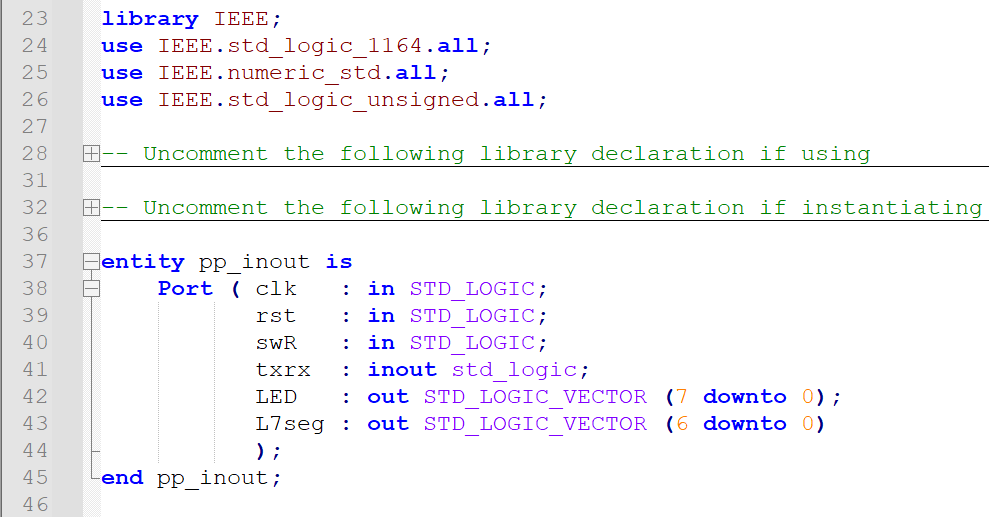 23 library IEEE;
24 use IEEE.std_logic_1164.all;
25 use IEEE.numeric_std.all;
26 use IEEE.std_logic_unsigned.all;
27
28 -- Uncomment the following library declaration if using
31
32 -- Uncomment the following library declaration if instantiating
36
37 entity pp_inout is
38     Port ( clk   : in STD_LOGIC;
39            rst   : in STD_LOGIC;
40            swR   : in STD_LOGIC;
41            txrx  : inout std_logic;
42            LED   : out STD_LOGIC_VECTOR (7 downto 0);
43            L7seg : out STD_LOGIC_VECTOR (6 downto 0)
44            );
45 end pp_inout;
46